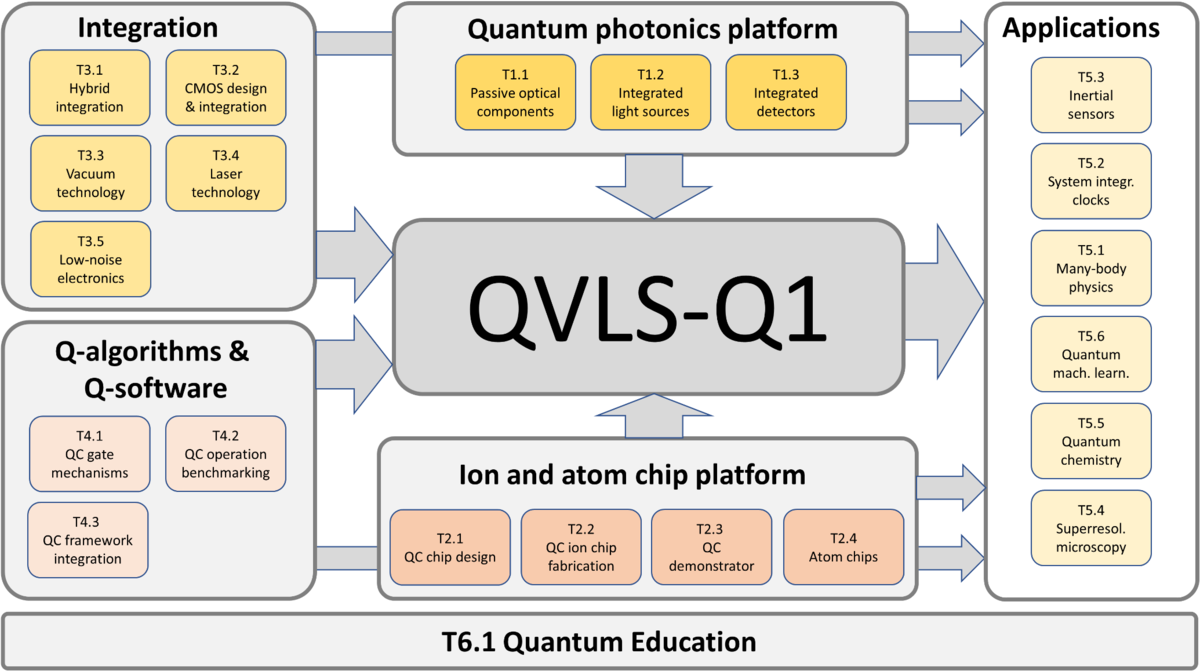 Integration
T3.1
Hybrid
integration
T3.2
CMOS design
& integration
T3.3
Vacuum
technology
T3.4
Laser
technology
T3.5
Low-noise
electronics
Q-algorithms &
Q-software
T4.1
QC gate
mechanisms
T4.2
QC operation
benchmarking
T4.3
QC framework
integration
Quantum photonics platform
T1.1
Passive optical
components
T1.2
Integrated
light sources
T1.3
Integrated
detectors
QVLS-Q1
Ion and atom chip platform
T2.1
QC chip design
T2.2
QC ion chip
fabrication
T2.3
QC
demonstrator
T2.4
Atom chips
Applications
T5.3
Inertial
sensors
T5.2
System integr.
clocks
T5.1
Many-body
physics
T5.6
Quantum
mach. learn.
T5.5
Quantum
chemistry
T5.4
Superresol.
microscopy
T6.1 Quantum Education